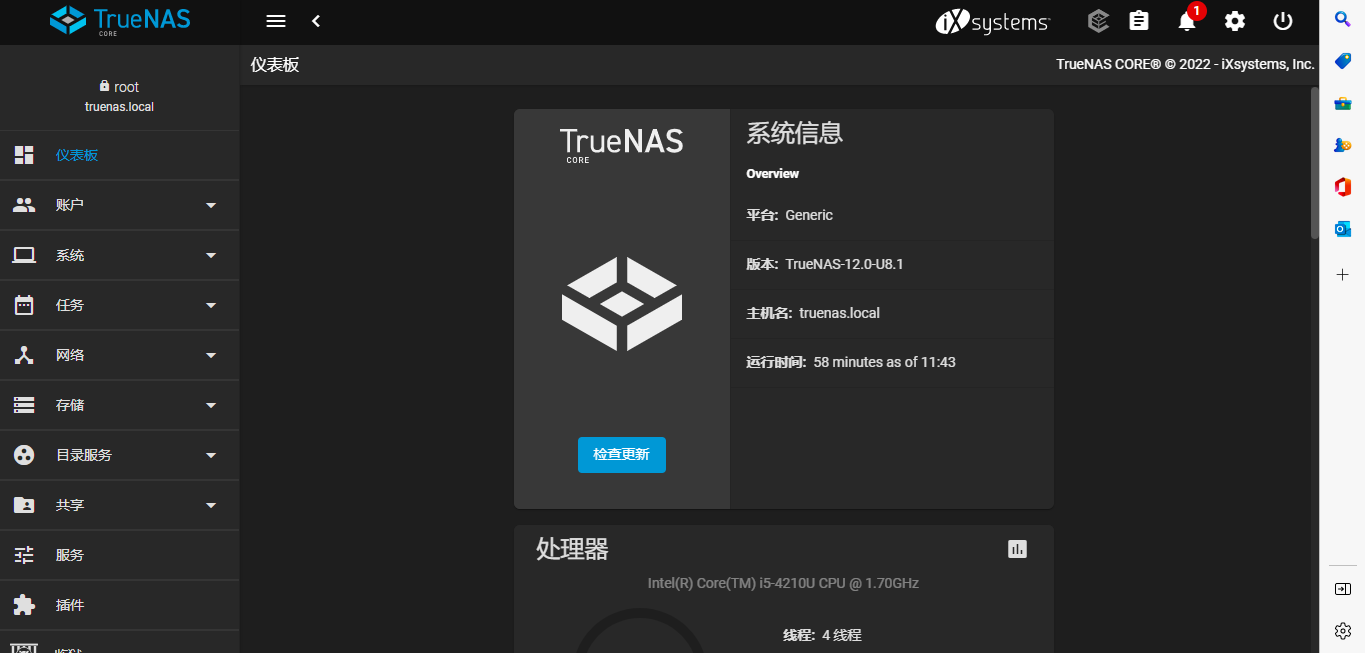 TrueNAS
CORE
iXsystems
1
root
truenas.local
仪表板
TrueNAS CORE® © 2022 - iXsystems, Inc.
仪表板
账户
系统
任务
网络
存储
目录服务
共享
服务
插件
TrueNAS
CORE
检查更新
系统信息
Overview
平台: Generic
版本: TrueNAS-12.0-U8.1
主机名: truenas.local
运行时间: 58 minutes as of 11:43
处理器
Intel(R) Core(TM) i5-4210U CPU @ 1.70GHz
线程: 4 线程